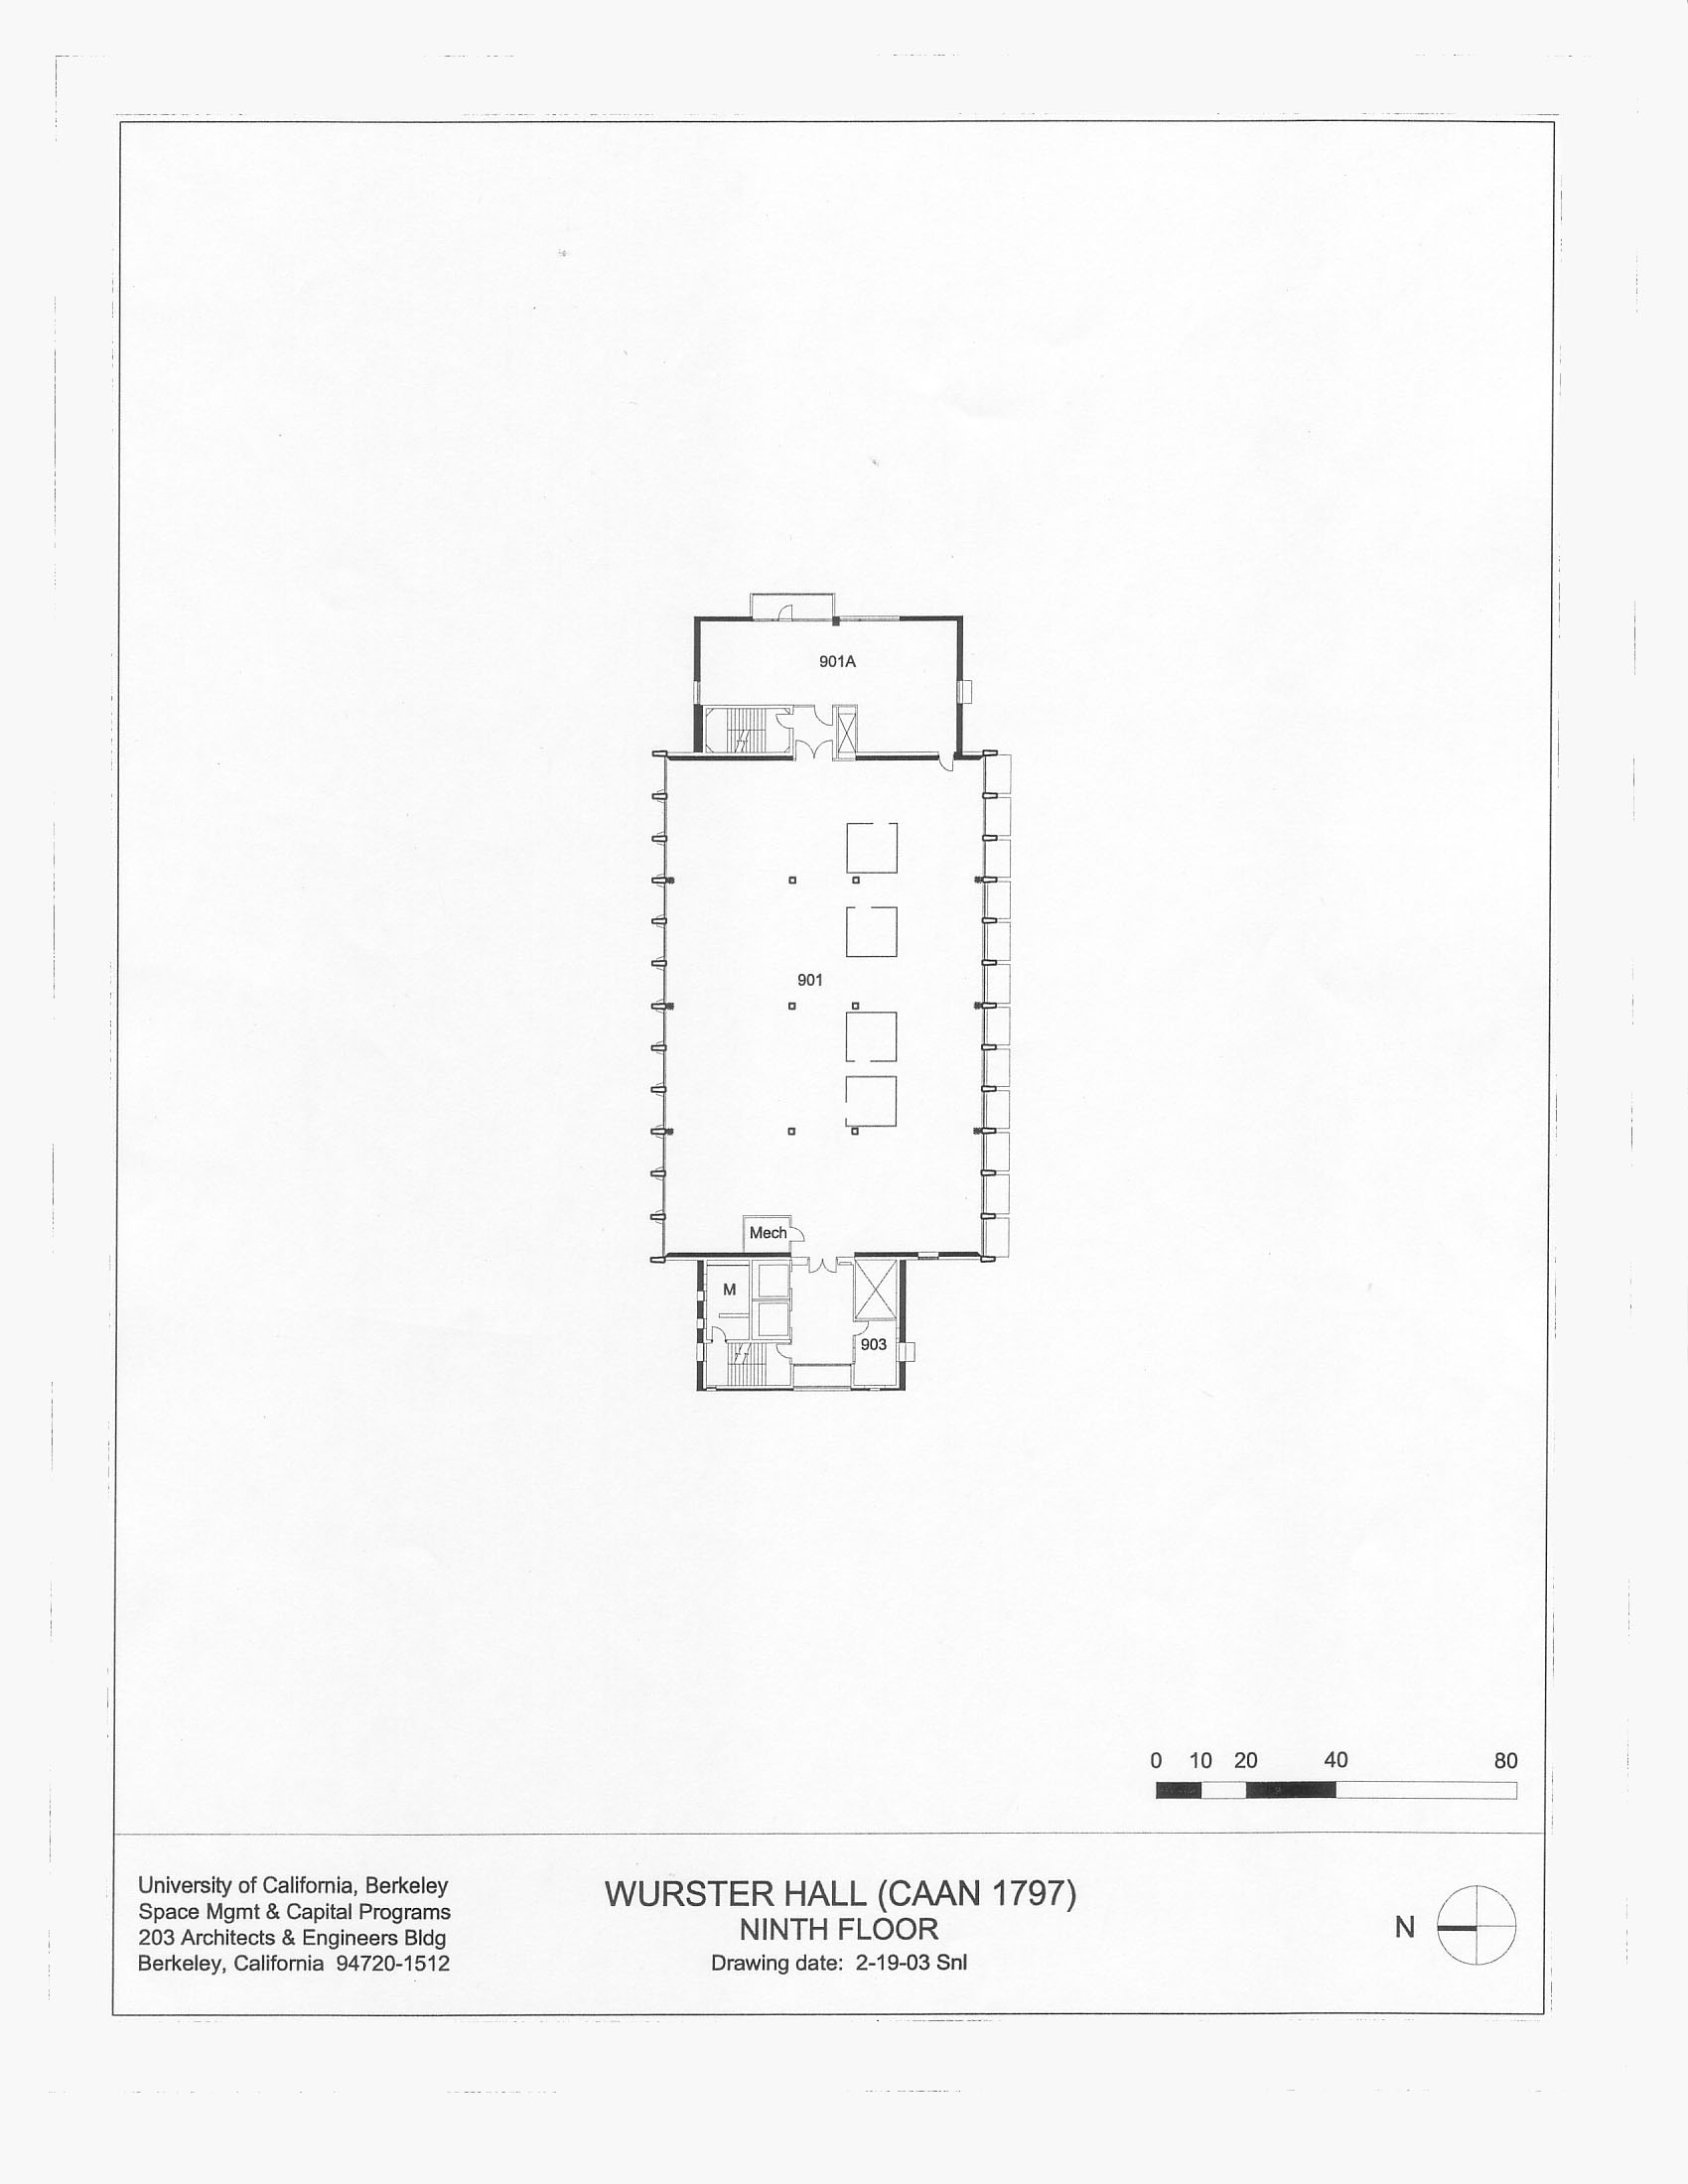 901A
901
Mech
M
903
0 10 20 40 80
University of California, Berkeley
Space Mgmt & Capital Programs
203 Architects & Engineers Bldg
Berkeley, California 94720-1512
WURSTER HALL (CAAN 1797)
NINTH FLOOR
Drawing date: 2-19-03 Snl
N